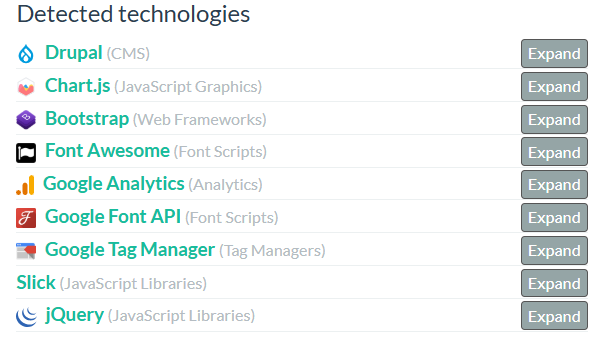 Detected technologies
Drupal (CMS) Expand
Chart.js (JavaScript Graphics) Expand
Bootstrap (Web Frameworks) Expand
Font Awesome (Font Scripts) Expand
Google Analytics (Analytics) Expand
Google Font API (Font Scripts) Expand
Google Tag Manager (Tag Managers) Expand
Slick (JavaScript Libraries) Expand
jQuery (JavaScript Libraries) Expand